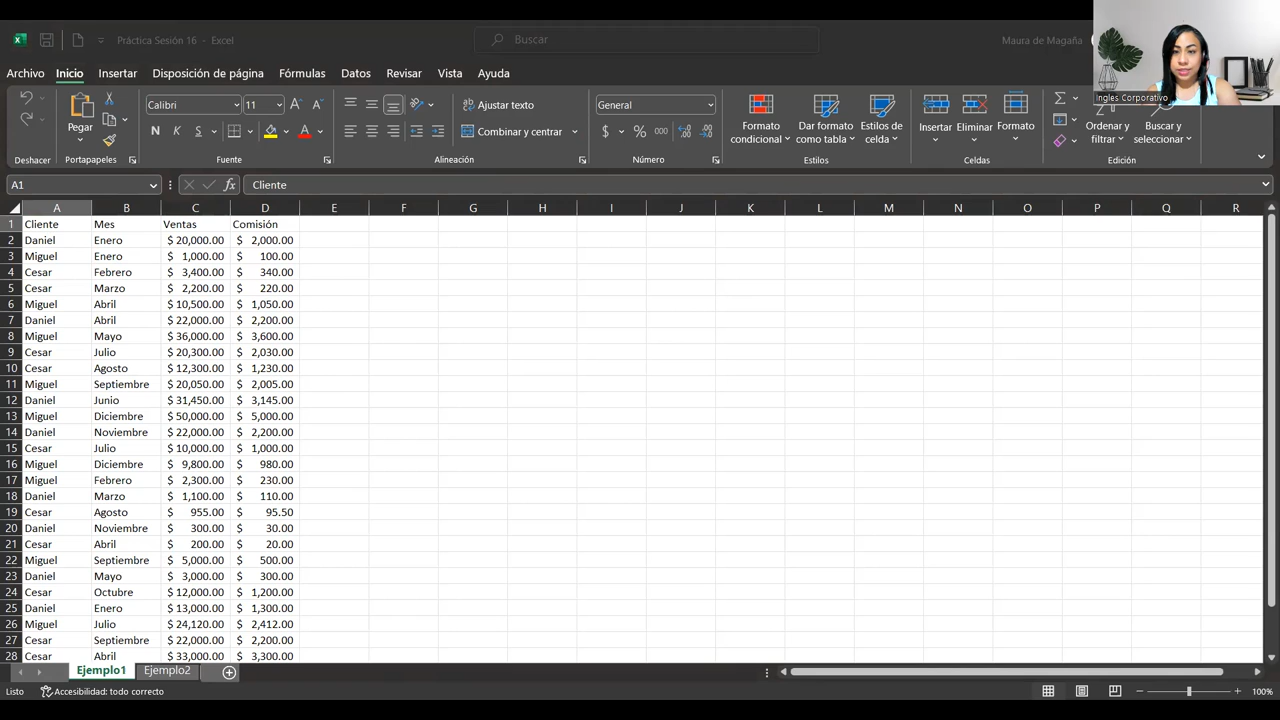 Práctica Sesión 16 - Excel
Buscar
Maura de Magaña
Ingles Corporativo
Archivo Inicio Insertar Disposición de página Fórmulas Datos Revisar Vista Ayuda
Calibri 11
Ajustar texto
General
Pegar
N K S
Combinar y centrar
$ % 000
Formato condicional
Dar formato como tabla
Estilos de celda
Insertar
Eliminar
Formato
Ordenar y filtrar
Buscar y seleccionar
Deshacer Portapapeles Fuente Alineación Número Estilos Celdas Edición
A1 fx Cliente
A B C D E F G H I J K L M N O P Q R
1 Cliente Mes Ventas Comisión
2 Daniel Enero $ 20,000.00 $ 2,000.00
3 Miguel Enero $ 1,000.00 $ 100.00
4 Cesar Febrero $ 3,400.00 $ 340.00
5 Cesar Marzo $ 2,200.00 $ 220.00
6 Miguel Abril $ 10,500.00 $ 1,050.00
7 Daniel Abril $ 22,000.00 $ 2,200.00
8 Miguel Mayo $ 36,000.00 $ 3,600.00
9 Cesar Julio $ 20,300.00 $ 2,030.00
10 Cesar Agosto $ 12,300.00 $ 1,230.00
11 Miguel Septiembre $ 20,050.00 $ 2,005.00
12 Daniel Junio $ 31,450.00 $ 3,145.00
13 Miguel Diciembre $ 50,000.00 $ 5,000.00
14 Daniel Noviembre $ 22,000.00 $ 2,200.00
15 Cesar Julio $ 10,000.00 $ 1,000.00
16 Miguel Diciembre $ 9,800.00 $ 980.00
17 Miguel Febrero $ 2,300.00 $ 230.00
18 Daniel Marzo $ 1,100.00 $ 110.00
19 Cesar Agosto $ 955.00 $ 95.50
20 Daniel Noviembre $ 300.00 $ 30.00
21 Cesar Abril $ 200.00 $ 20.00
22 Miguel Septiembre $ 5,000.00 $ 500.00
23 Daniel Mayo $ 3,000.00 $ 300.00
24 Cesar Octubre $ 12,000.00 $ 1,200.00
25 Daniel Enero $ 13,000.00 $ 1,300.00
26 Miguel Julio $ 24,120.00 $ 2,412.00
27 Cesar Septiembre $ 22,000.00 $ 2,200.00
28 Cesar Abril $ 33,000.00 $ 3,300.00
Ejemplo1 Ejemplo2
Listo Accesibilidad: todo correcto 100%